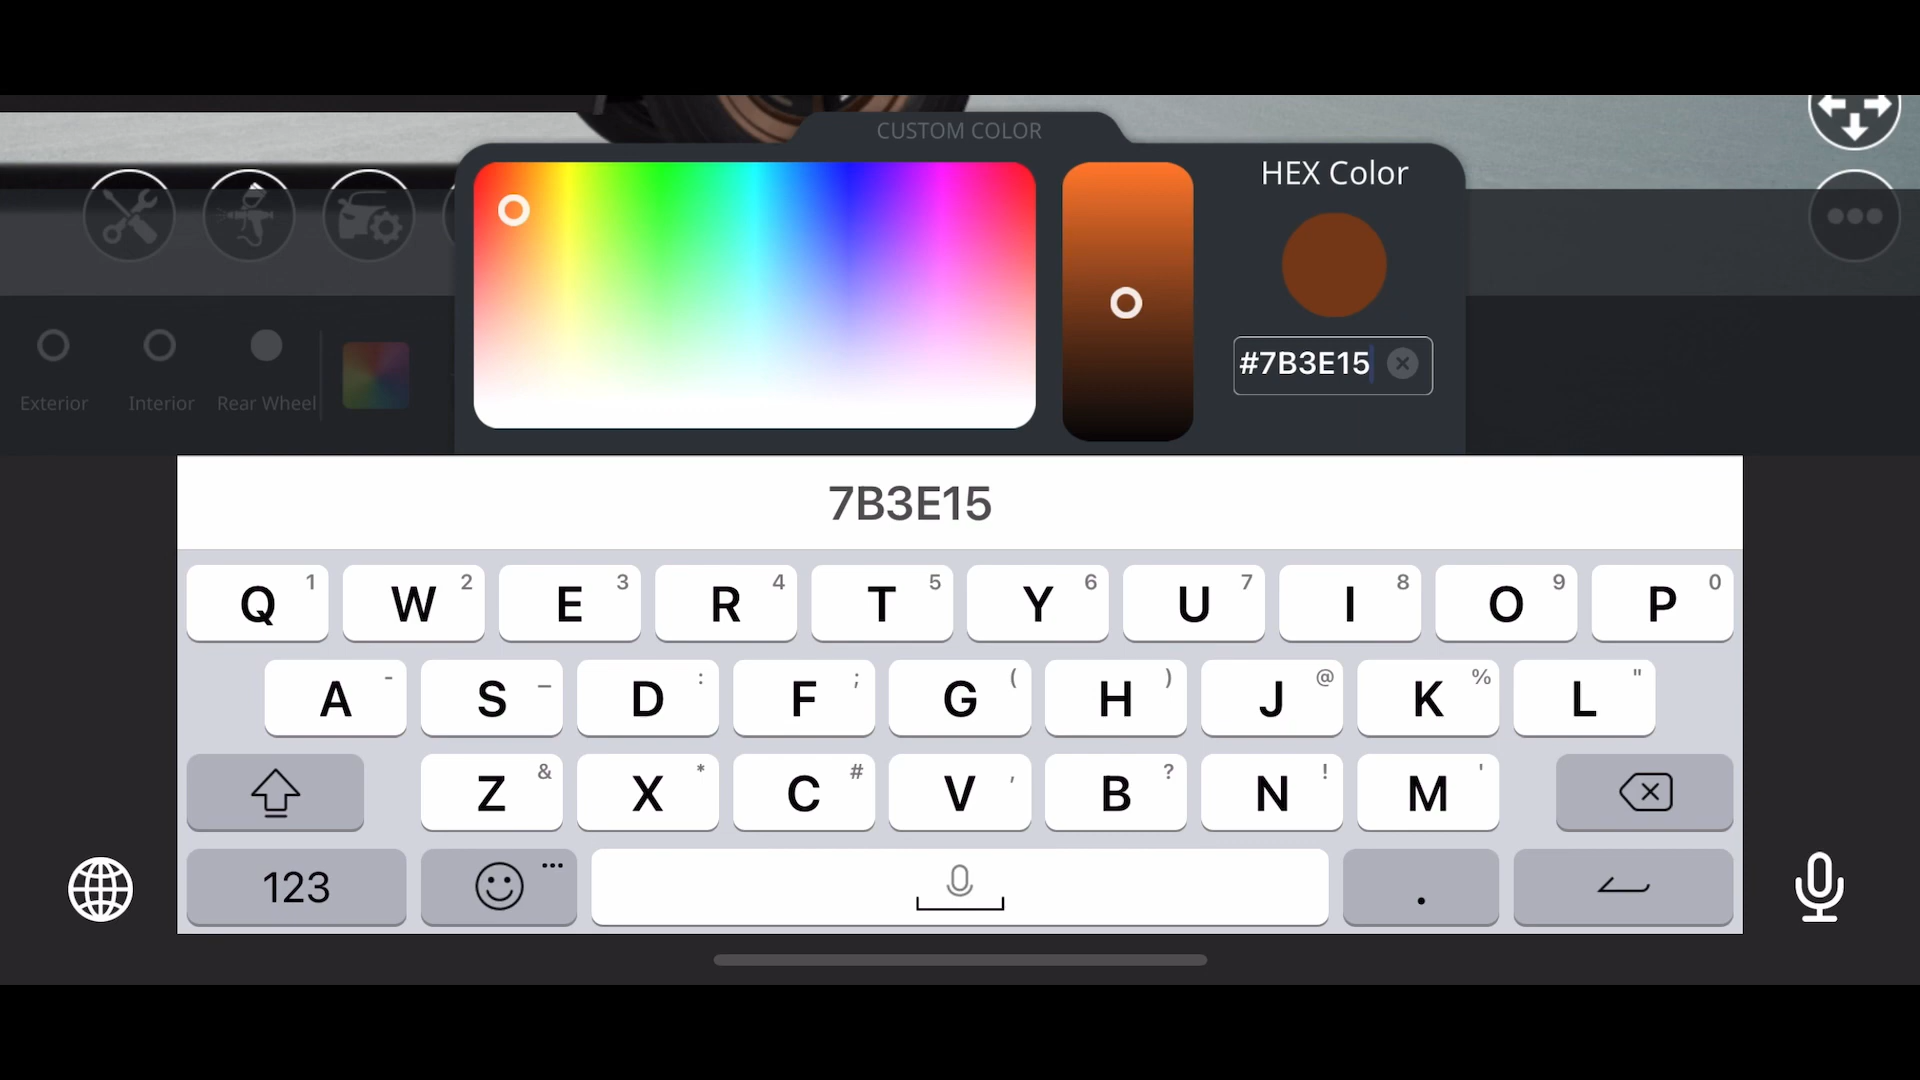 CUSTOM COLOR
HEX Color
#7B3E15
Exterior
Interior
Rear Wheel
7B3E15
Q 1 W 2 E 3 R 4 T 5 Y 6 U 7 I 8 O 9 P 0
A - S _ D : F ; G ( H ) J @ K % L "
Z & X * C # V , B ? N ! M '
123 .